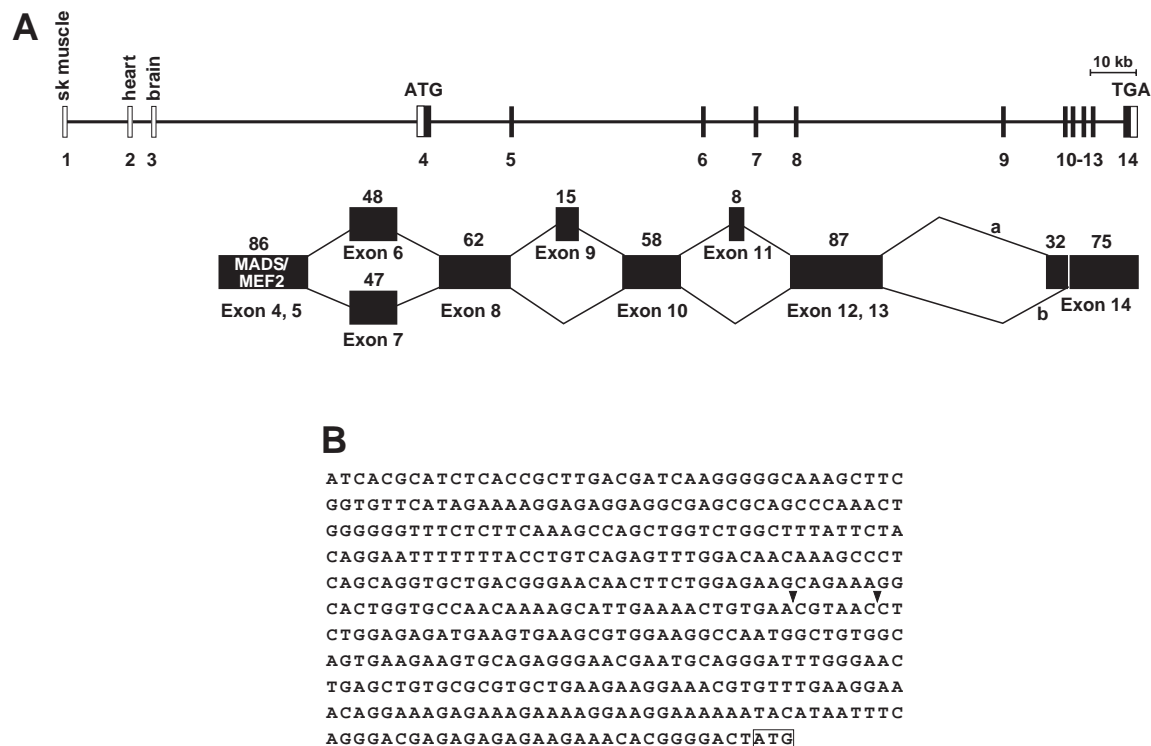 A
sk muscle
heart
brain
ATG
10 kb
TGA
1 2 3 4 5 6 7 8 9 10-13 14
48 15 8
86 62 58 87 32 75
MADS/
MEF2
Exon 6 Exon 9 Exon 11
a
47
Exon 4, 5 Exon 8 Exon 10 Exon 12, 13 b Exon 14
Exon 7
B
ATCACGCATCTCACCGCTTGACGATCAAGGGGGCAAAGCTTC
GGTGTTCATAGAAAAGGAGAGGAGGCGAGCGCAGCCCAAACT
GGGGGGTTTCTCTTCAAAGCCAGCTGGTCTGGCTTTATTCTA
CAGGAATTTTTTTACCTGTCAGAGTTTGGACAACAAAGCCCT
CAGCAGGTGCTGACGGGAACAACTTCTGGAGAAGCAGAAAGG
CACTGGTGCCAACAAAAGCATTGAAAACTGTGAACGTAACCT
CTGGAGAGATGAAGTGAAGCGTGGAAGGCCAATGGCTGTGGC
AGTGAAGAAGTGCAGAGGGAACGAATGCAGGGATTTGGGAAC
TGAGCTGTGCGCGTGCTGAAGAAGGAAACGTGTTTGAAGGAA
ACAGGAAAGAGAAAGAAAAGGAAGGAAAAAATACATAATTTC
AGGGACGAGAGAGAGAAGAAACACGGGGACTATG